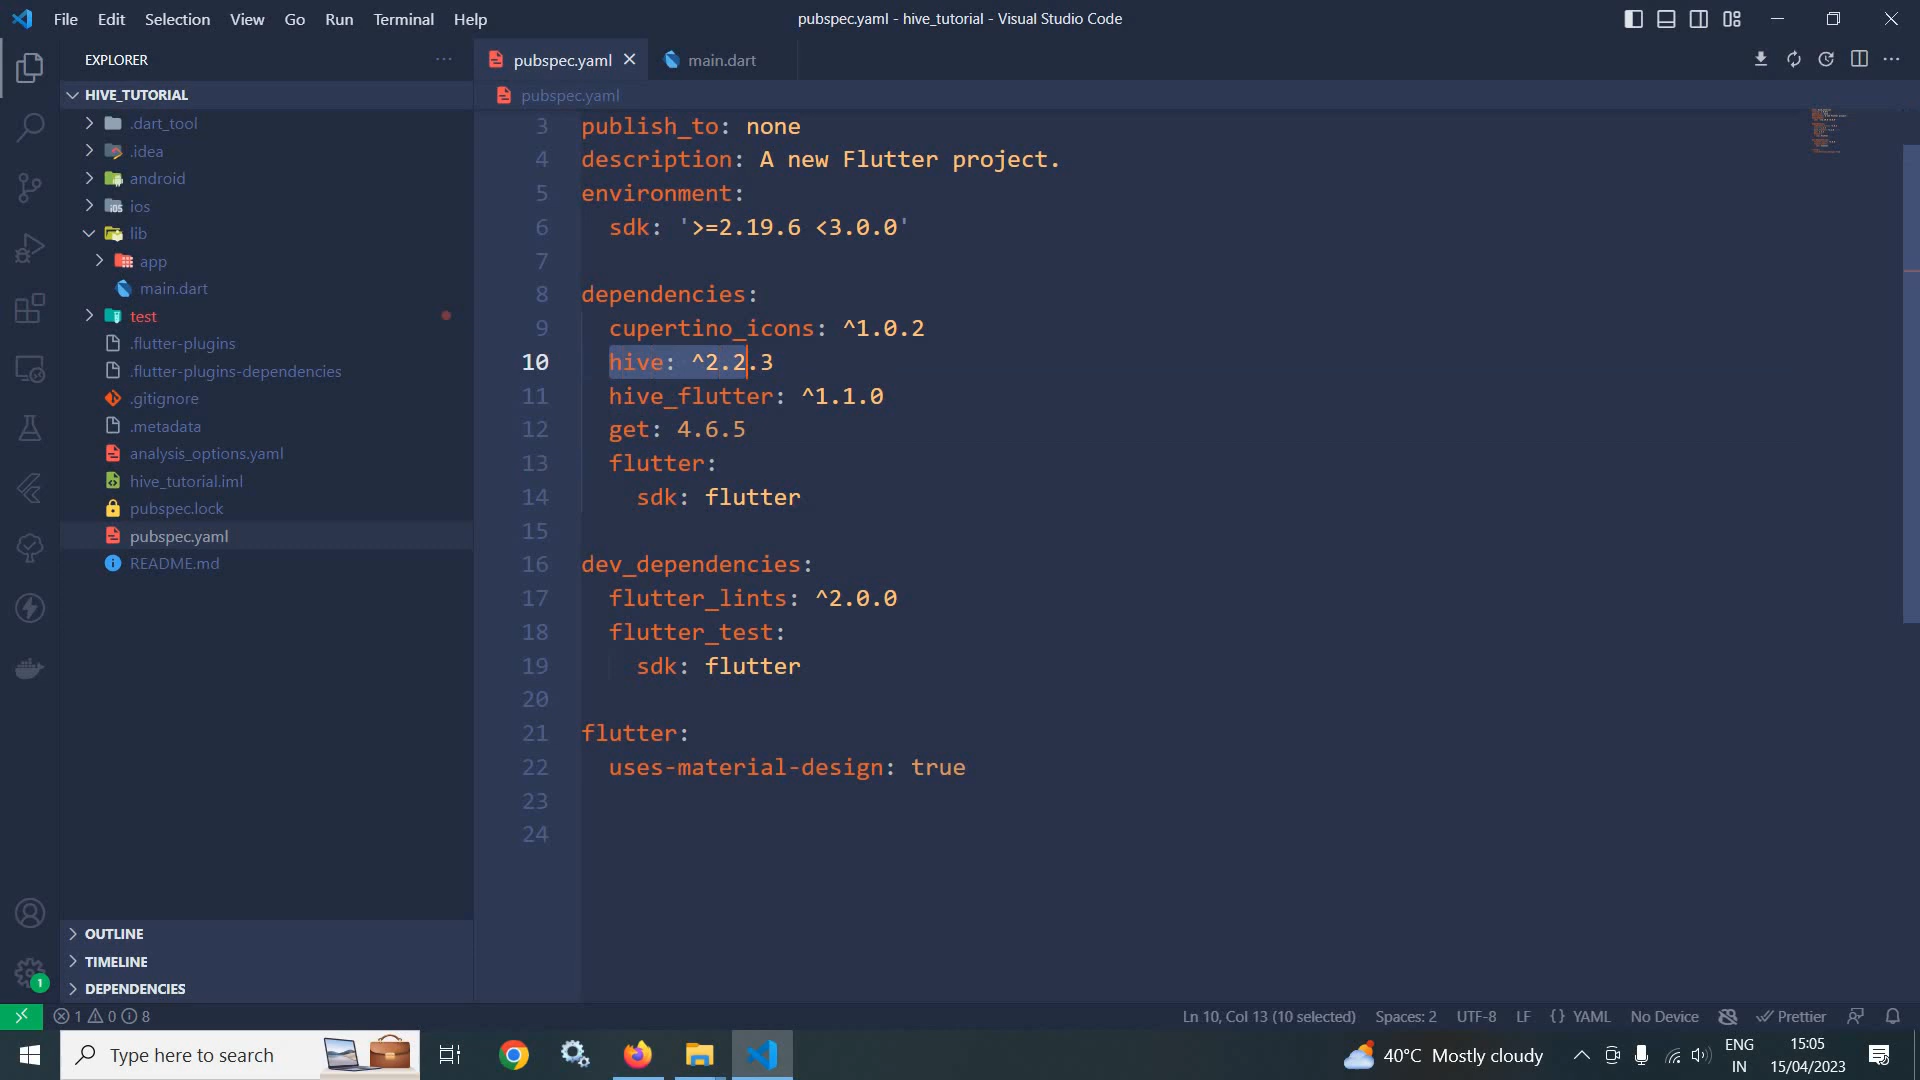 File Edit Selection View Go Run Terminal Help
pubspec.yaml - hive_tutorial - Visual Studio Code
EXPLORER
HIVE_TUTORIAL
.dart_tool
.idea
android
ios
lib
app
main.dart
test
.flutter-plugins
.flutter-plugins-dependencies
.gitignore
.metadata
analysis_options.yaml
hive_tutorial.iml
pubspec.lock
pubspec.yaml
README.md
OUTLINE
TIMELINE
DEPENDENCIES
pubspec.yaml main.dart
pubspec.yaml
3 publish_to: none
4 description: A new Flutter project.
5 environment:
6 sdk: '>=2.19.6 <3.0.0'
7
8 dependencies:
9 cupertino_icons: ^1.0.2
10 hive: ^2.2.3
11 hive_flutter: ^1.1.0
12 get: 4.6.5
13 flutter:
14 sdk: flutter
15
16 dev_dependencies:
17 flutter_lints: ^2.0.0
18 flutter_test:
19 sdk: flutter
20
21 flutter:
22 uses-material-design: true
23
24
1
1 0 8 Ln 10, Col 13 (10 selected) Spaces: 2 UTF-8 LF {} YAML No Device Prettier
Type here to search
40°C Mostly cloudy
ENG
IN
15:05
15/04/2023